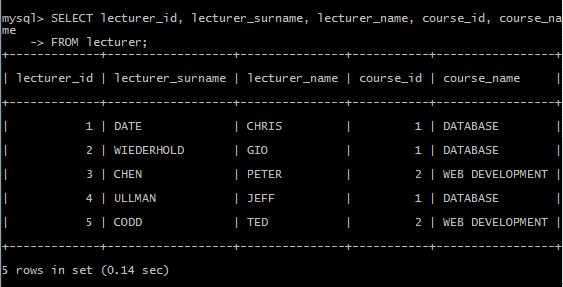 mysql> SELECT lecturer_id, lecturer_surname, lecturer_name, course_id, course_na
me
    -> FROM lecturer;
+-------------+------------------+---------------+-----------+-----------------+
| lecturer_id | lecturer_surname | lecturer_name | course_id | course_name     |
+-------------+------------------+---------------+-----------+-----------------+
|           1 | DATE             | CHRIS         |         1 | DATABASE        |
|           2 | WIEDERHOLD       | GIO           |         1 | DATABASE        |
|           3 | CHEN             | PETER         |         2 | WEB DEVELOPMENT |
|           4 | ULLMAN           | JEFF          |         1 | DATABASE        |
|           5 | CODD             | TED           |         2 | WEB DEVELOPMENT |
+-------------+------------------+---------------+-----------+-----------------+
5 rows in set (0.14 sec)